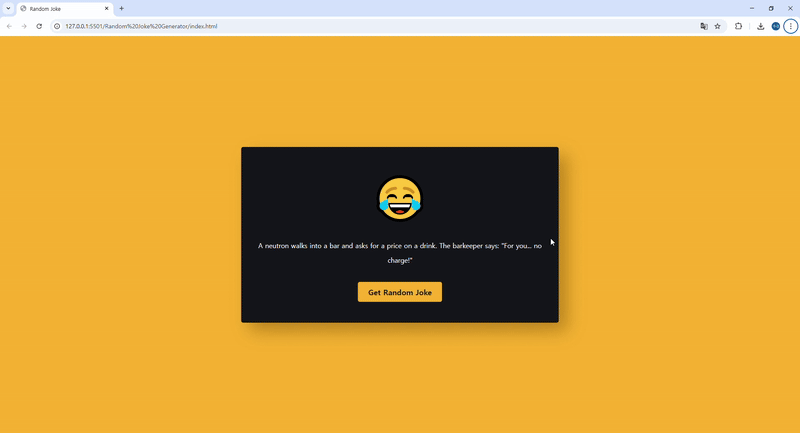 Random Joke
127.0.0.1:5501/Random%20Joke%20Generator/index.html
A neutron walks into a bar and asks for a price on a drink. The barkeeper says: "For you... no
charge!"
Get Random Joke